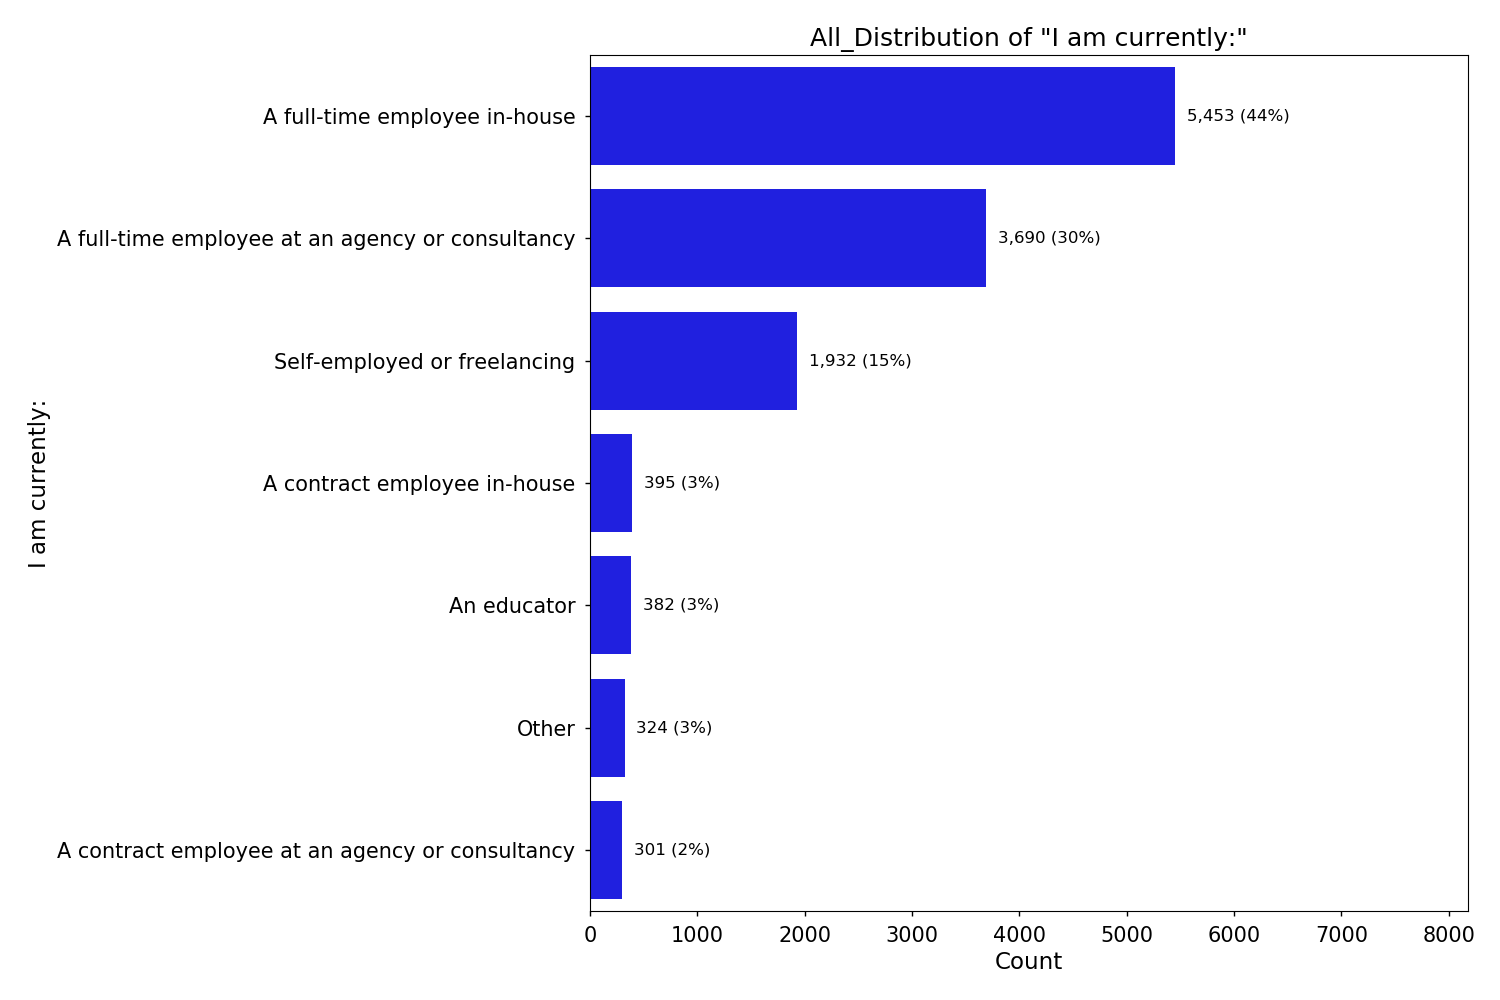 All_Distribution of "I am currently:"
A full-time employee in-house
5,453 (44%)
A full-time employee at an agency or consultancy
3,690 (30%)
Self-employed or freelancing
1,932 (15%)
A contract employee in-house
395 (3%)
An educator
382 (3%)
Other
324 (3%)
A contract employee at an agency or consultancy
301 (2%)
I am currently:
0 1000 2000 3000 4000 5000 6000 7000 8000
Count